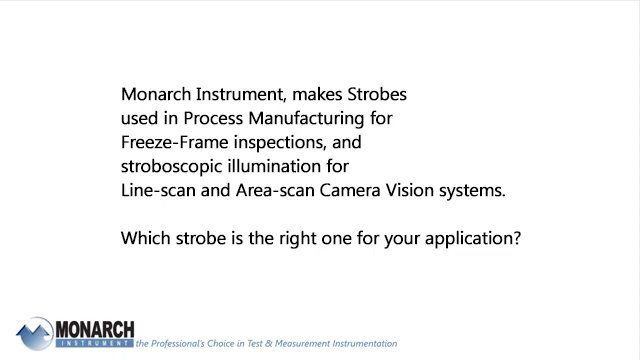 Monarch Instrument, makes Strobes
used in Process Manufacturing for
Freeze-Frame inspections, and
stroboscopic illumination for
Line-scan and Area-scan Camera Vision systems.
Which strobe is the right one for your application?
MONARCH
INSTRUMENT
the Professional's Choice in Test & Measurement Instrumentation